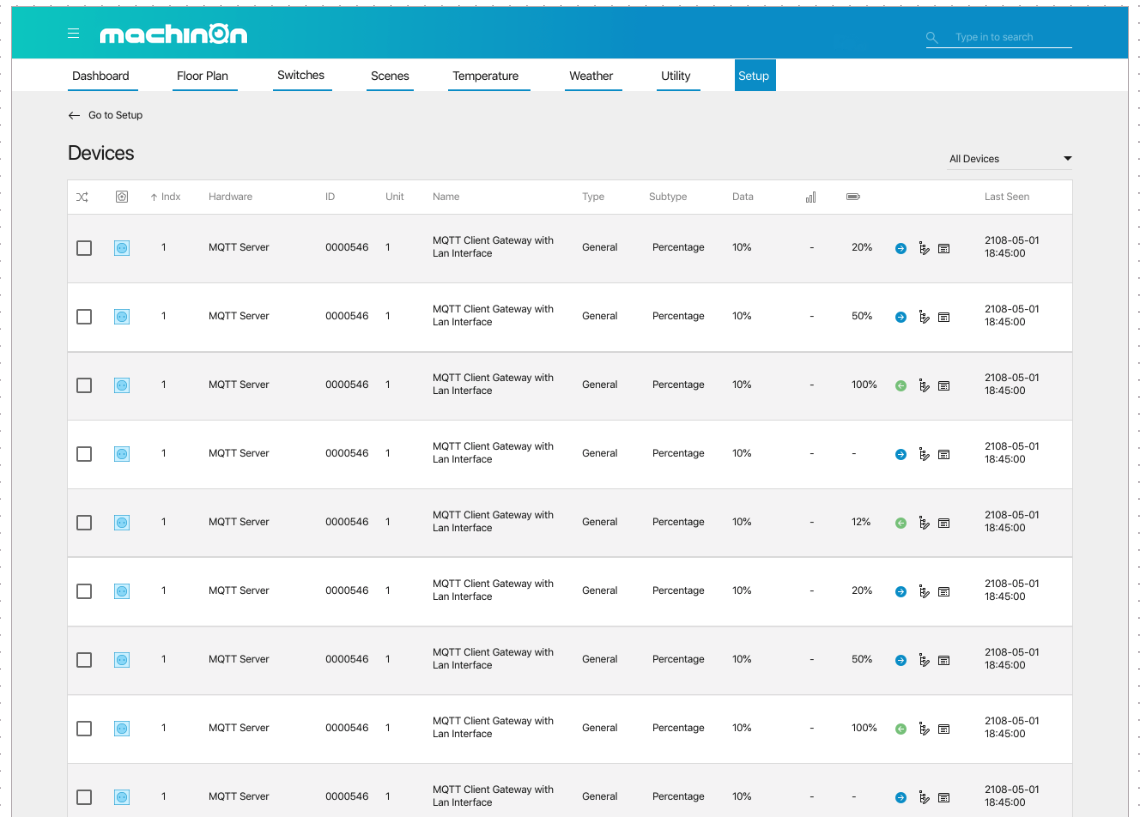 machinon
Type in to search
Dashboard Floor Plan Switches Scenes Temperature Weather Utility Setup
← Go to Setup
Devices
All Devices
↑ Indx Hardware ID Unit Name Type Subtype Data Last Seen
1 MQTT Server 0000546 1 MQTT Client Gateway with General Percentage 10% - 20% 2108-05-01
Lan Interface 18:45:00
1 MQTT Server 0000546 1 MQTT Client Gateway with General Percentage 10% - 50% 2108-05-01
Lan Interface 18:45:00
1 MQTT Server 0000546 1 MQTT Client Gateway with General Percentage 10% - 100% 2108-05-01
Lan Interface 18:45:00
1 MQTT Server 0000546 1 MQTT Client Gateway with General Percentage 10% - - 2108-05-01
Lan Interface 18:45:00
1 MQTT Server 0000546 1 MQTT Client Gateway with General Percentage 10% - 12% 2108-05-01
Lan Interface 18:45:00
1 MQTT Server 0000546 1 MQTT Client Gateway with General Percentage 10% - 20% 2108-05-01
Lan Interface 18:45:00
1 MQTT Server 0000546 1 MQTT Client Gateway with General Percentage 10% - 50% 2108-05-01
Lan Interface 18:45:00
1 MQTT Server 0000546 1 MQTT Client Gateway with General Percentage 10% - 100% 2108-05-01
Lan Interface 18:45:00
1 MQTT Server 0000546 1 MQTT Client Gateway with General Percentage 10% - - 2108-05-01
Lan Interface 18:45:00